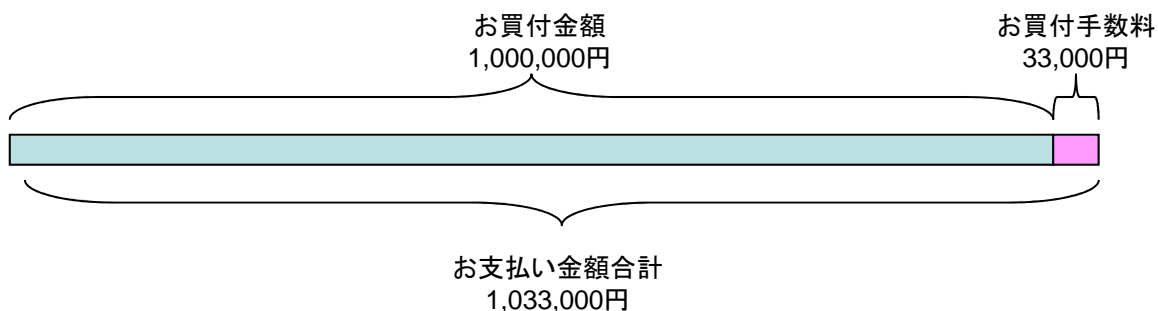 お買付金額
1,000,000円
お買付手数料
33,000円
お支払い金額合計
1,033,000円